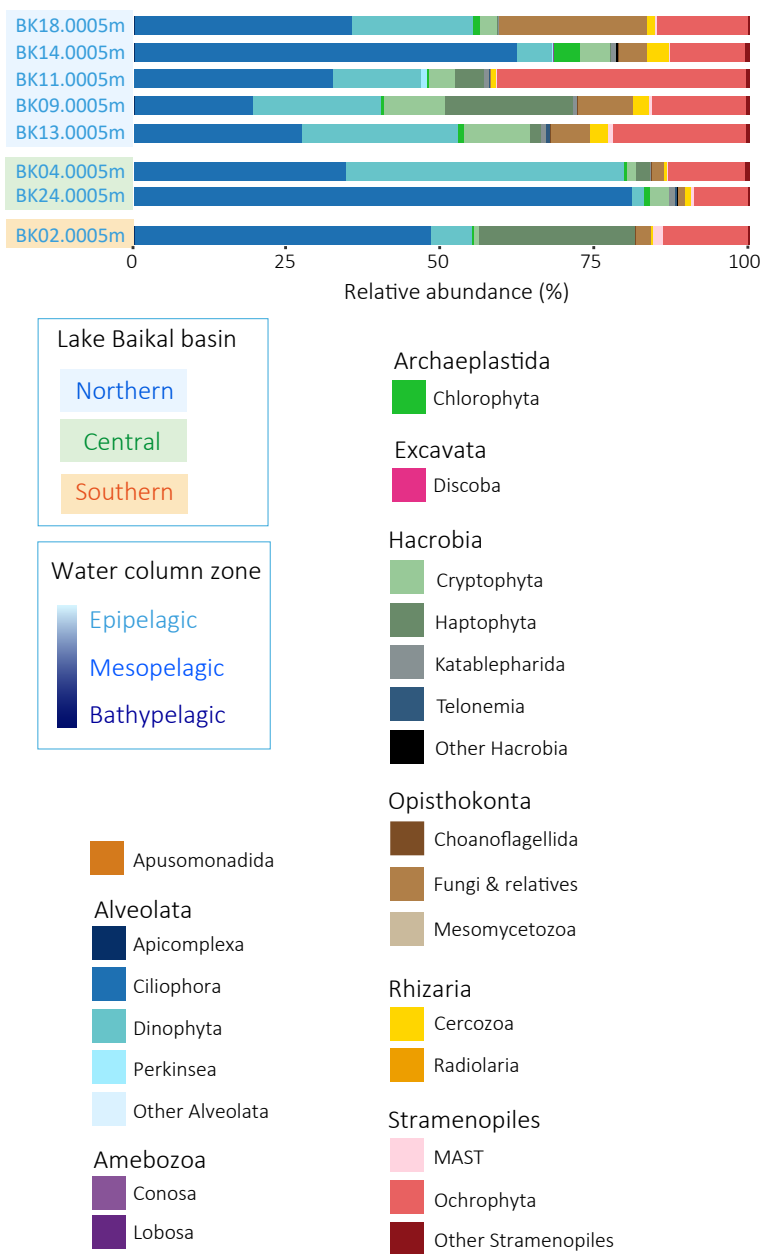 BK18.0005m
BK14.0005m
BK11.0005m
BK09.0005m
BK13.0005m
BK04.0005m
BK24.0005m
BK02.0005m
0 25 50 75 100
Relative abundance (%)
Lake Baikal basin
Northern
Central
Southern
Water column zone
Epipelagic
Mesopelagic
Bathypelagic
Apusomonadida
Alveolata
Apicomplexa
Ciliophora
Dinophyta
Perkinsea
Other Alveolata
Amebozoa
Conosa
Lobosa
Archaeplastida
Chlorophyta
Excavata
Discoba
Hacrobia
Cryptophyta
Haptophyta
Katablepharida
Telonemia
Other Hacrobia
Opisthokonta
Choanoflagellida
Fungi & relatives
Mesomycetozoa
Rhizaria
Cercozoa
Radiolaria
Stramenopiles
MAST
Ochrophyta
Other Stramenopiles